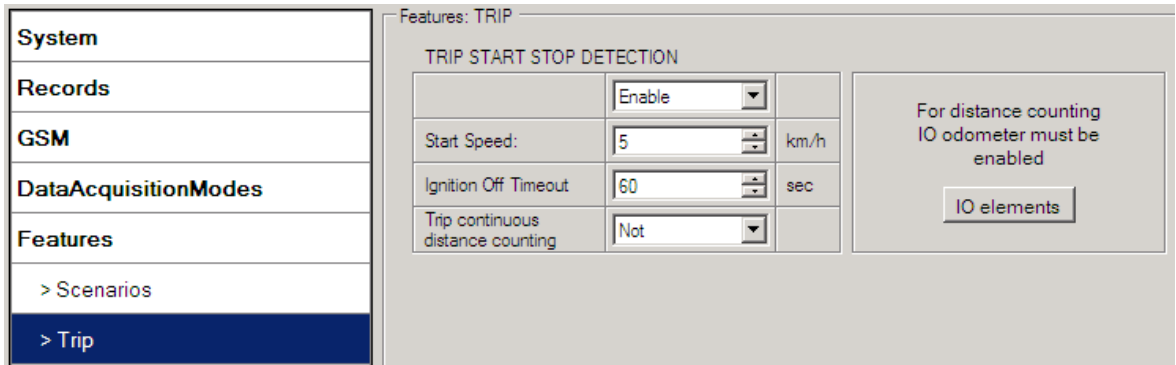 System
Records
GSM
DataAcquisitionModes
Features
> Scenarios
> Trip
Features: TRIP
TRIP START STOP DETECTION
Enable
Start Speed: 5 km/h
Ignition Off Timeout 60 sec
Trip continuous
distance counting Not
For distance counting
IO odometer must be
enabled
IO elements